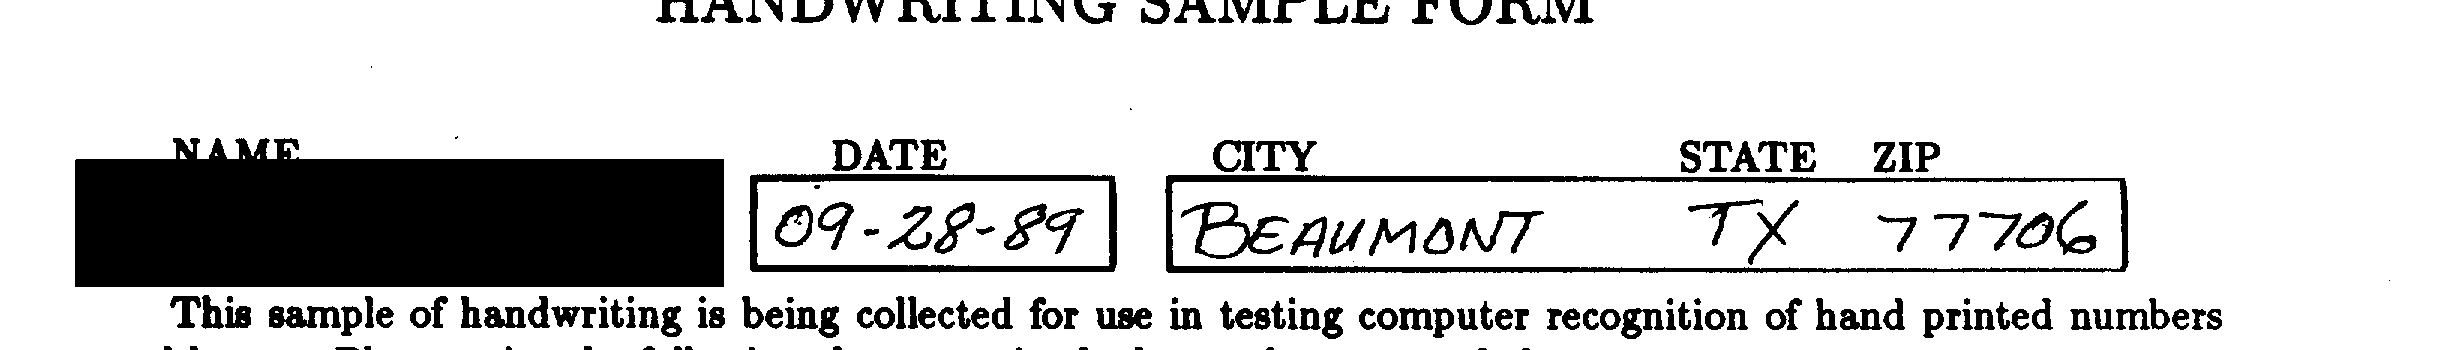 HANDWRITING SAMPLE FORM
NAME DATE CITY STATE ZIP
09-28-89 BEAUMONT TX 77706
This sample of handwriting is being collected for use in testing computer recognition of hand printed numbers